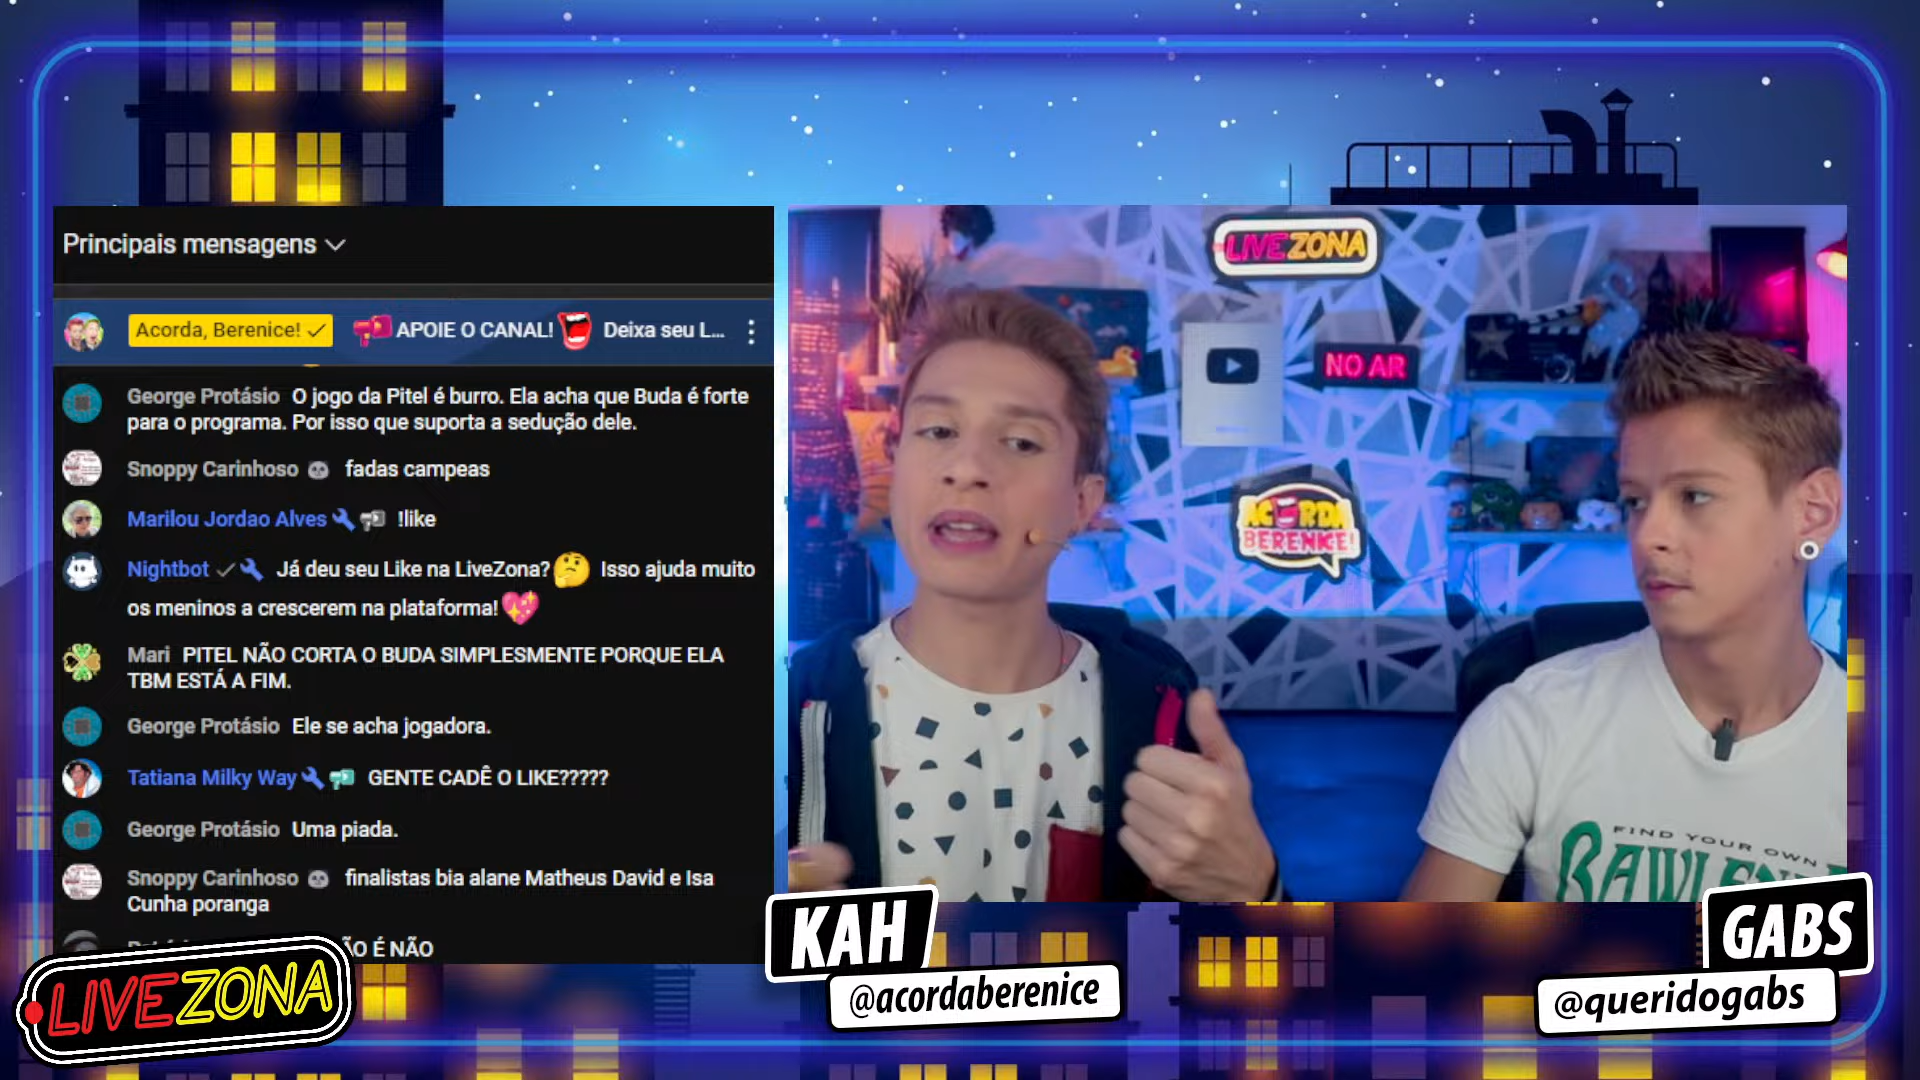 Principais mensagens
Acorda, Berenice! APOIE O CANAL! Deixa seu L...
George Protásio O jogo da Pitel é burro. Ela acha que Buda é forte
para o programa. Por isso que suporta a sedução dele.
Snoppy Carinhoso fadas campeas
Marilou Jordao Alves !like
Nightbot Já deu seu Like na LiveZona? Isso ajuda muito
os meninos a crescerem na plataforma!
Mari PITEL NÃO CORTA O BUDA SIMPLESMENTE PORQUE ELA
TBM ESTÁ A FIM.
George Protásio Ele se acha jogadora.
Tatiana Milky Way GENTE CADÊ O LIKE?????
George Protásio Uma piada.
Snoppy Carinhoso finalistas bia alane Matheus David e Isa
Cunha poranga
É NÃO
LIVEZONA
LIVEZONA
NO AR
ACORDA
BERENICE!
FIND YOUR OWN
KAH
@acordaberenice
GABS
@queridogabs